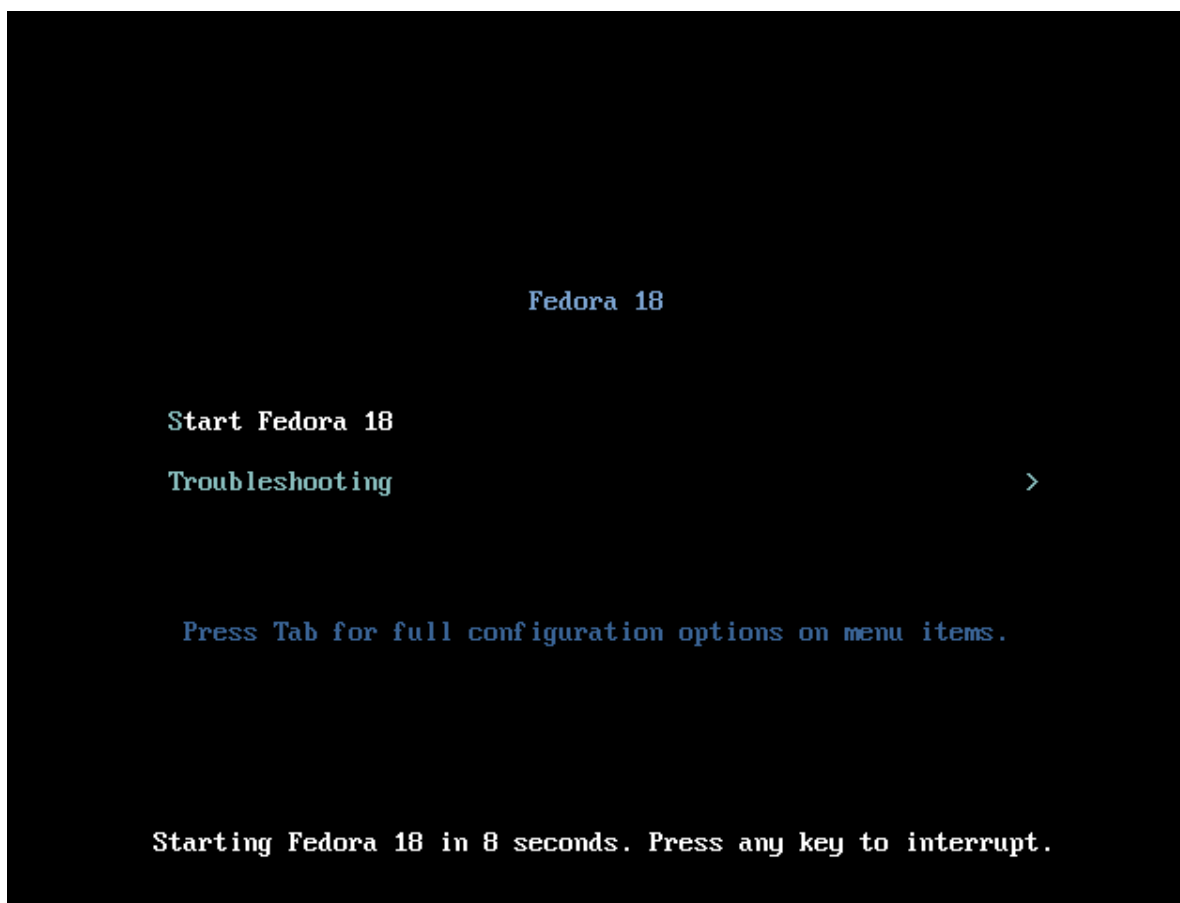 Fedora 18
Start Fedora 18
Troubleshooting >
Press Tab for full configuration options on menu items.
Starting Fedora 18 in 8 seconds. Press any key to interrupt.